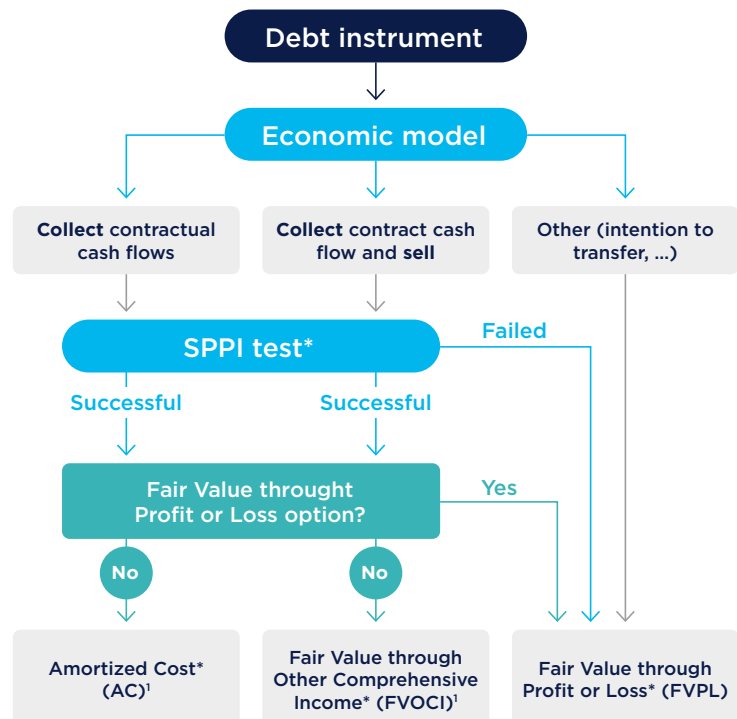 Debt instrument
Economic model
Collect contractual
cash flows
Collect contract cash
flow and sell
Other (intention to
transfer, ...)
SPPI test*
Failed
Successful
Successful
Fair Value throught
Profit or Loss option?
Yes
No
No
Amortized Cost*
(AC)¹
Fair Value through
Other Comprehensive
Income* (FVOCI)¹
Fair Value through
Profit or Loss* (FVPL)